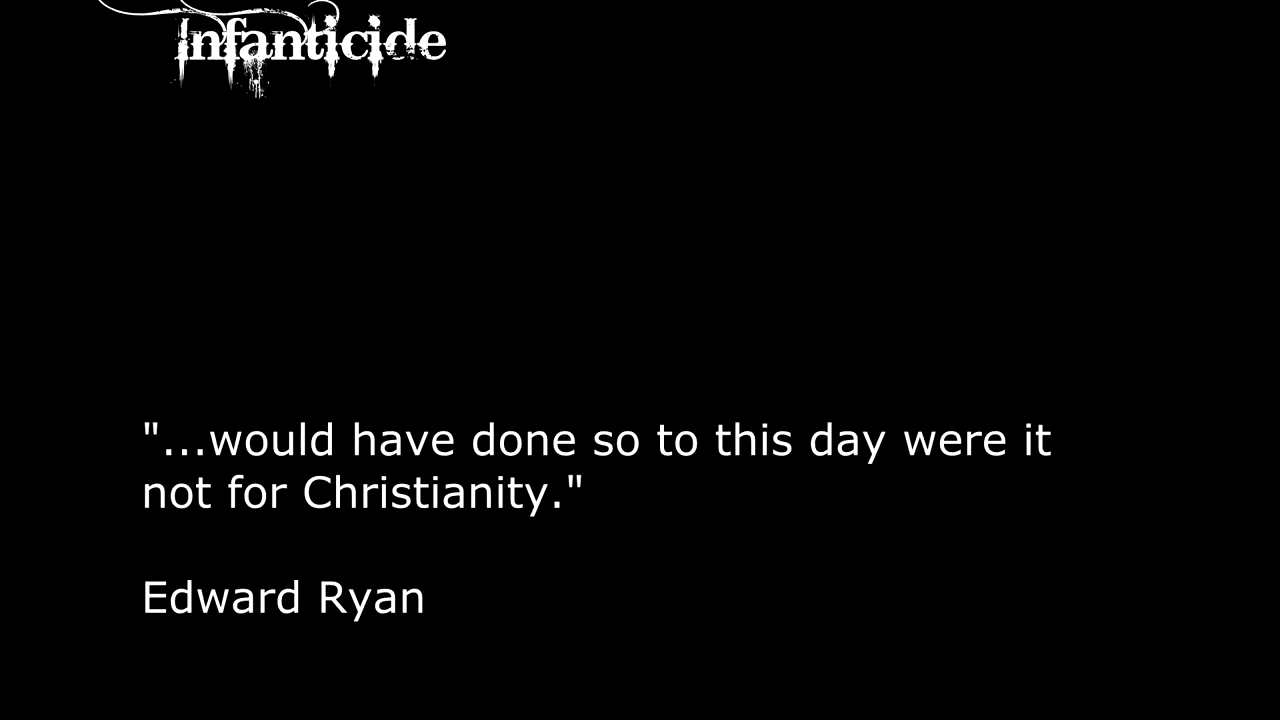 Infanticide
"...would have done so to this day were it
not for Christianity."
Edward Ryan